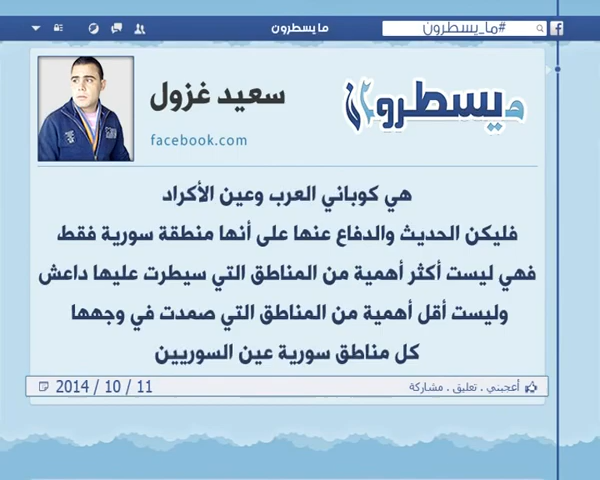 ما يسطرون
#ما_يسطرون
ما يسطرون
سعيد غزول
facebook.com
هي كوباني العرب وعين الأكراد
فليكن الحديث والدفاع عنها على أنها منطقة سورية فقط
فهي ليست أكثر أهمية من المناطق التي سيطرت عليها داعش
وليست أقل أهمية من المناطق التي صمدت في وجهها
كل مناطق سورية عين السوريين
أعجبني . تعليق . مشاركة
2014 / 10 / 11